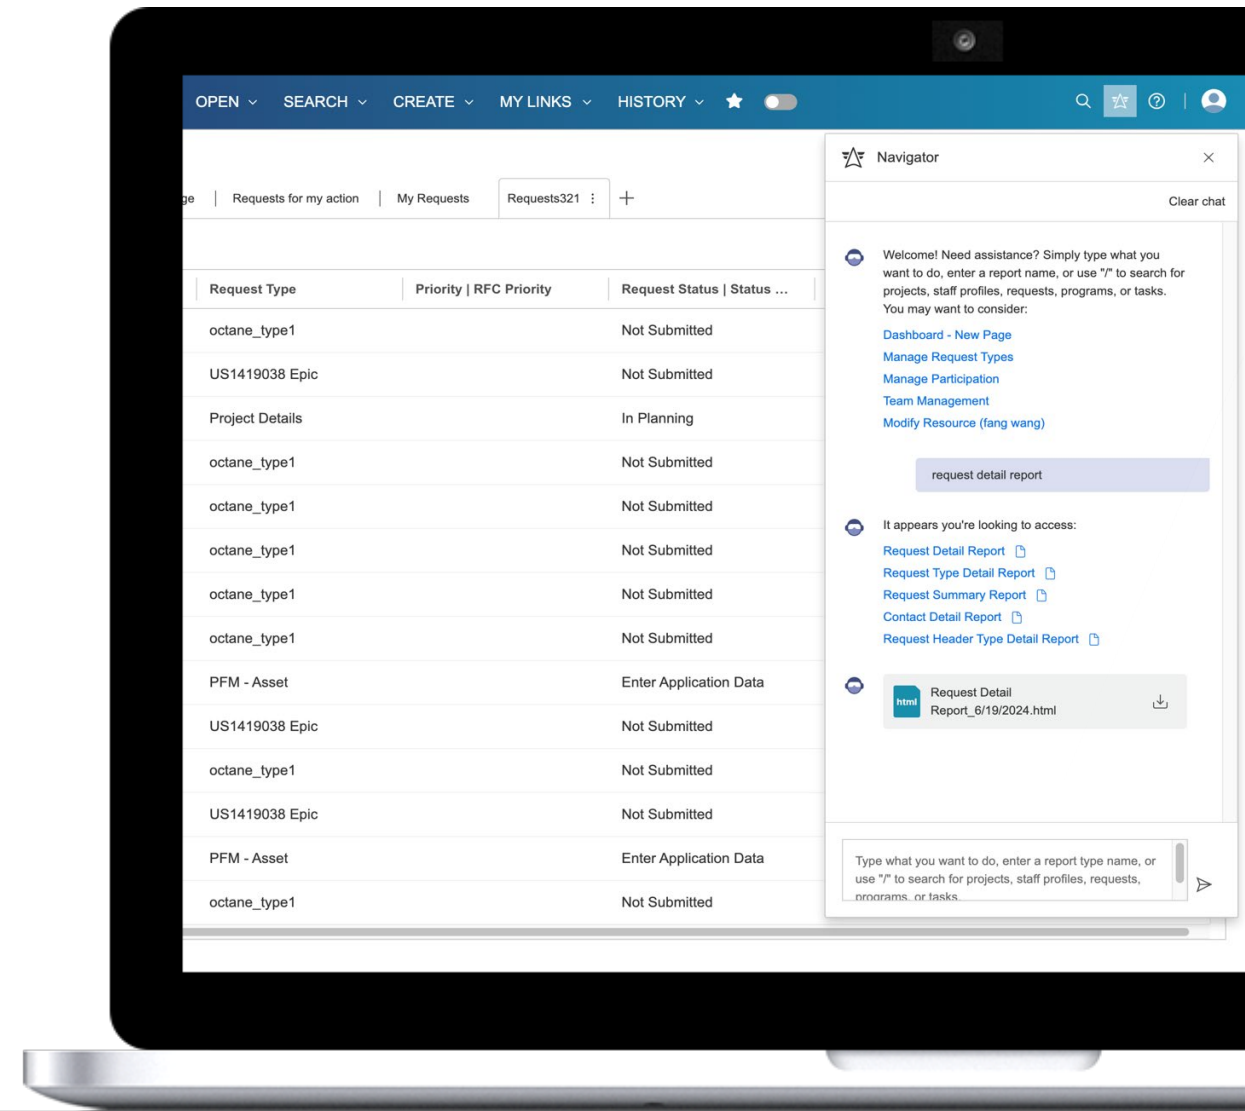 OPEN SEARCH CREATE MY LINKS HISTORY
Navigator
Clear chat
ge Requests for my action My Requests Requests321
Request Type Priority | RFC Priority Request Status | Status ...
octane_type1 Not Submitted
US1419038 Epic Not Submitted
Project Details In Planning
octane_type1 Not Submitted
octane_type1 Not Submitted
octane_type1 Not Submitted
octane_type1 Not Submitted
octane_type1 Not Submitted
PFM - Asset Enter Application Data
US1419038 Epic Not Submitted
octane_type1 Not Submitted
US1419038 Epic Not Submitted
PFM - Asset Enter Application Data
octane_type1 Not Submitted
Welcome! Need assistance? Simply type what you
want to do, enter a report name, or use "/" to search for
projects, staff profiles, requests, programs, or tasks.
You may want to consider:
Dashboard - New Page
Manage Request Types
Manage Participation
Team Management
Modify Resource (fang wang)
request detail report
It appears you're looking to access:
Request Detail Report
Request Type Detail Report
Request Summary Report
Contact Detail Report
Request Header Type Detail Report
html
Request Detail
Report_6/19/2024.html
Type what you want to do, enter a report type name, or
use "/" to search for projects, staff profiles, requests,
programs, or tasks.